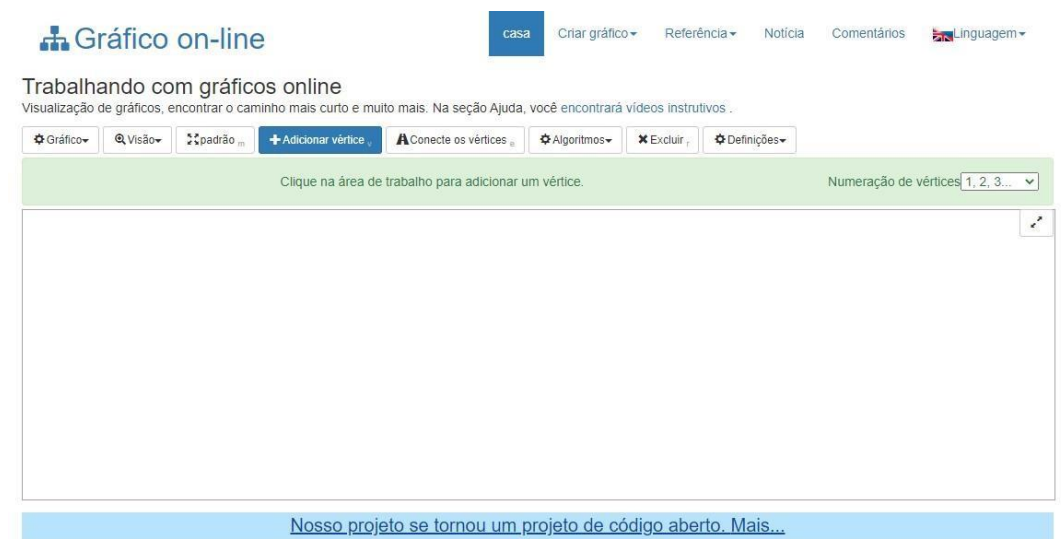 Gráfico on-line
casa Criar gráfico Referência Notícia Comentários Linguagem
Trabalhando com gráficos online
Visualização de gráficos, encontrar o caminho mais curto e muito mais. Na seção Ajuda, você encontrará vídeos instrutivos .
Gráfico Visão padrão m Adicionar vértice v Conecte os vértices e Algoritmos Excluir r Definições
Clique na área de trabalho para adicionar um vértice. Numeração de vértices 1, 2, 3...
Nosso projeto se tornou um projeto de código aberto. Mais...